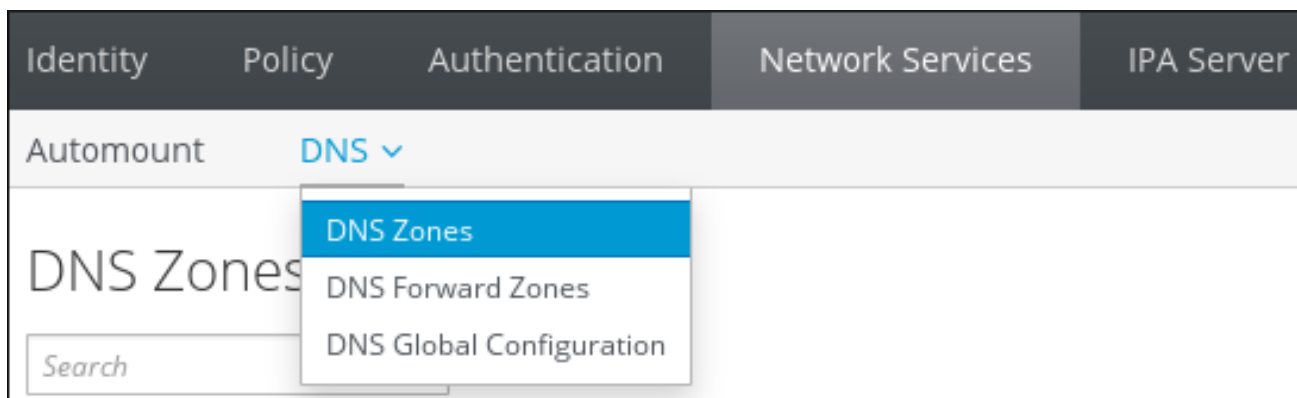 Identity Policy Authentication Network Services IPA Server
Automount DNS
DNS Zones
DNS Zones
DNS Forward Zones
DNS Global Configuration
Search